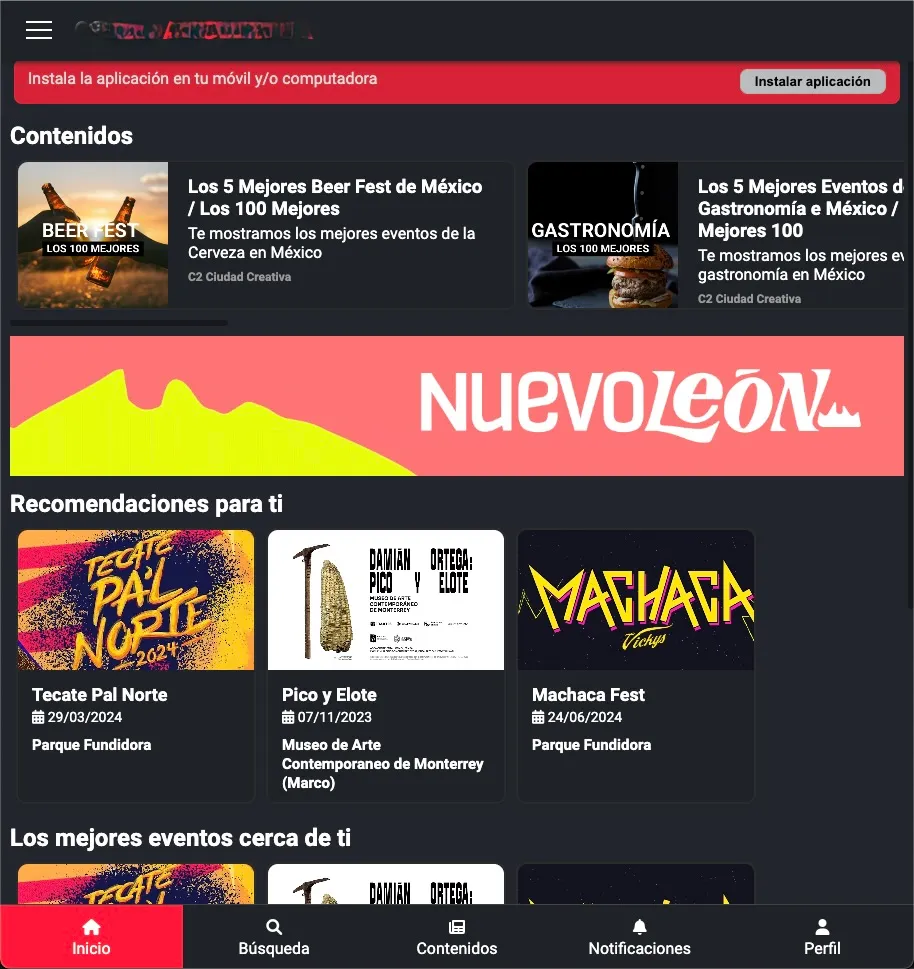 Instala la aplicación en tu móvil y/o computadora
Instalar aplicación
Contenidos
BEER FEST
LOS 100 MEJORES
Los 5 Mejores Beer Fest de México
/ Los 100 Mejores
Te mostramos los mejores eventos de la
Cerveza en México
C2 Ciudad Creativa
GASTRONOMÍA
LOS 100 MEJORES
Los 5 Mejores Eventos d
Gastronomía e México /
Mejores 100
Te mostramos los mejores ev
gastronomía en México
C2 Ciudad Creativa
NUEVO LEÓN
Recomendaciones para ti
TECATE
PA'L
NORTE
2024
Tecate Pal Norte
29/03/2024
Parque Fundidora
DAMIÁN ORTEGA:
PICO Y ELOTE
MUSEO DE ARTE
CONTEMPORÁNEO
DE MONTERREY
Pico y Elote
07/11/2023
Museo de Arte
Contemporaneo de Monterrey
(Marco)
MACHACA
Vickys
Machaca Fest
24/06/2024
Parque Fundidora
Los mejores eventos cerca de ti
TECATE
DAMIÁN ORTEGA:
Inicio
Búsqueda
Contenidos
Notificaciones
Perfil